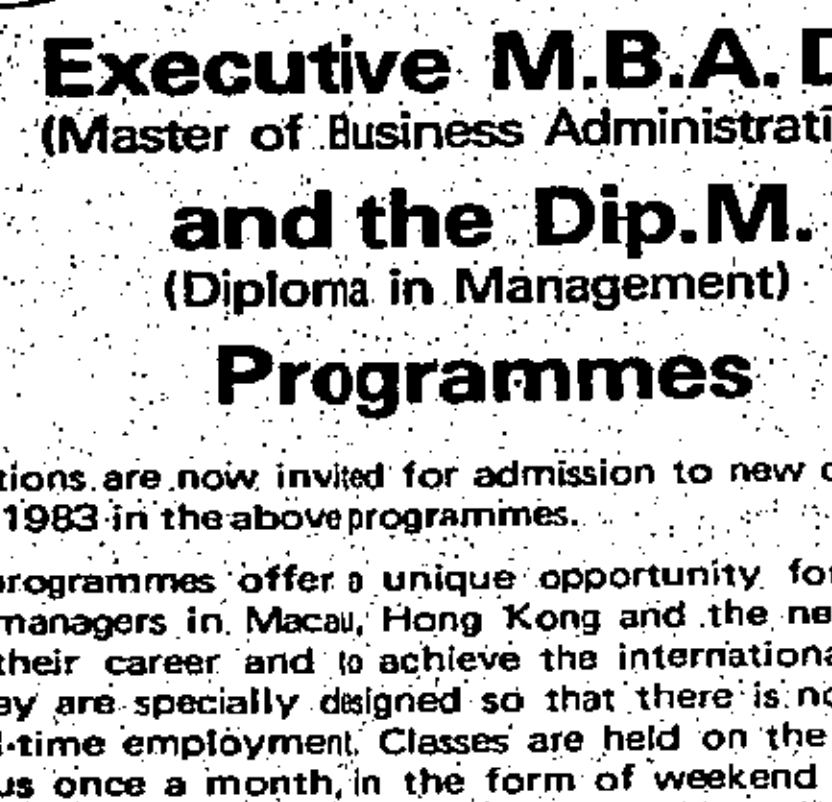 Executive M.B.A. D
(Master of Business Administrati
and the Dip.M.
(Diploma in Management)
Programmes
tions are now invited for admission to new c
1983 in the above programmes.
programmes offer a unique opportunity for
managers in Macau, Hong Kong and the ne
their career and to achieve the internationa
ey are specially designed so that there is no
l-time employment. Classes are held on the
us once a month, in the form of weekend